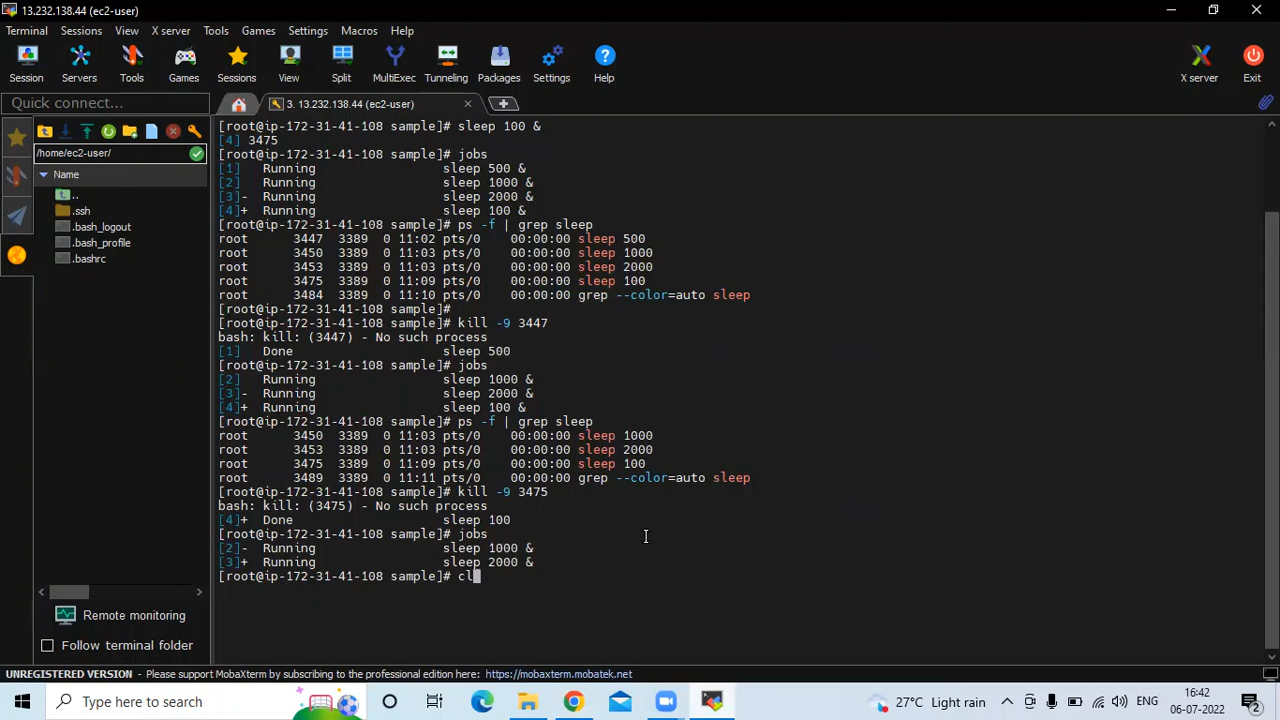 13.232.138.44 (ec2-user)
Terminal Sessions View X server Tools Games Settings Macros Help
Session Servers Tools Games Sessions View Split MultiExec Tunneling Packages Settings Help X server Exit
Quick connect...
3. 13.232.138.44 (ec2-user)
/home/ec2-user/
Name
..
.ssh
.bash_logout
.bash_profile
.bashrc
[root@ip-172-31-41-108 sample]# sleep 100 &
[4] 3475
[root@ip-172-31-41-108 sample]# jobs
[1]   Running                 sleep 500 &
[2]   Running                 sleep 1000 &
[3]-  Running                 sleep 2000 &
[4]+  Running                 sleep 100 &
[root@ip-172-31-41-108 sample]# ps -f | grep sleep
root      3447  3389  0 11:02 pts/0    00:00:00 sleep 500
root      3450  3389  0 11:03 pts/0    00:00:00 sleep 1000
root      3453  3389  0 11:03 pts/0    00:00:00 sleep 2000
root      3475  3389  0 11:09 pts/0    00:00:00 sleep 100
root      3484  3389  0 11:10 pts/0    00:00:00 grep --color=auto sleep
[root@ip-172-31-41-108 sample]#
[root@ip-172-31-41-108 sample]# kill -9 3447
bash: kill: (3447) - No such process
[1]   Done                    sleep 500
[root@ip-172-31-41-108 sample]# jobs
[2]   Running                 sleep 1000 &
[3]-  Running                 sleep 2000 &
[4]+  Running                 sleep 100 &
[root@ip-172-31-41-108 sample]# ps -f | grep sleep
root      3450  3389  0 11:03 pts/0    00:00:00 sleep 1000
root      3453  3389  0 11:03 pts/0    00:00:00 sleep 2000
root      3475  3389  0 11:09 pts/0    00:00:00 sleep 100
root      3489  3389  0 11:11 pts/0    00:00:00 grep --color=auto sleep
[root@ip-172-31-41-108 sample]# kill -9 3475
bash: kill: (3475) - No such process
[4]+  Done                    sleep 100
[root@ip-172-31-41-108 sample]# jobs
[2]-  Running                 sleep 1000 &
[3]+  Running                 sleep 2000 &
[root@ip-172-31-41-108 sample]# cl
Remote monitoring
Follow terminal folder
UNREGISTERED VERSION - Please support MobaXterm by subscribing to the professional edition here: https://mobaxterm.mobatek.net
Type here to search
27°C Light rain
ENG
16:42
06-07-2022
2